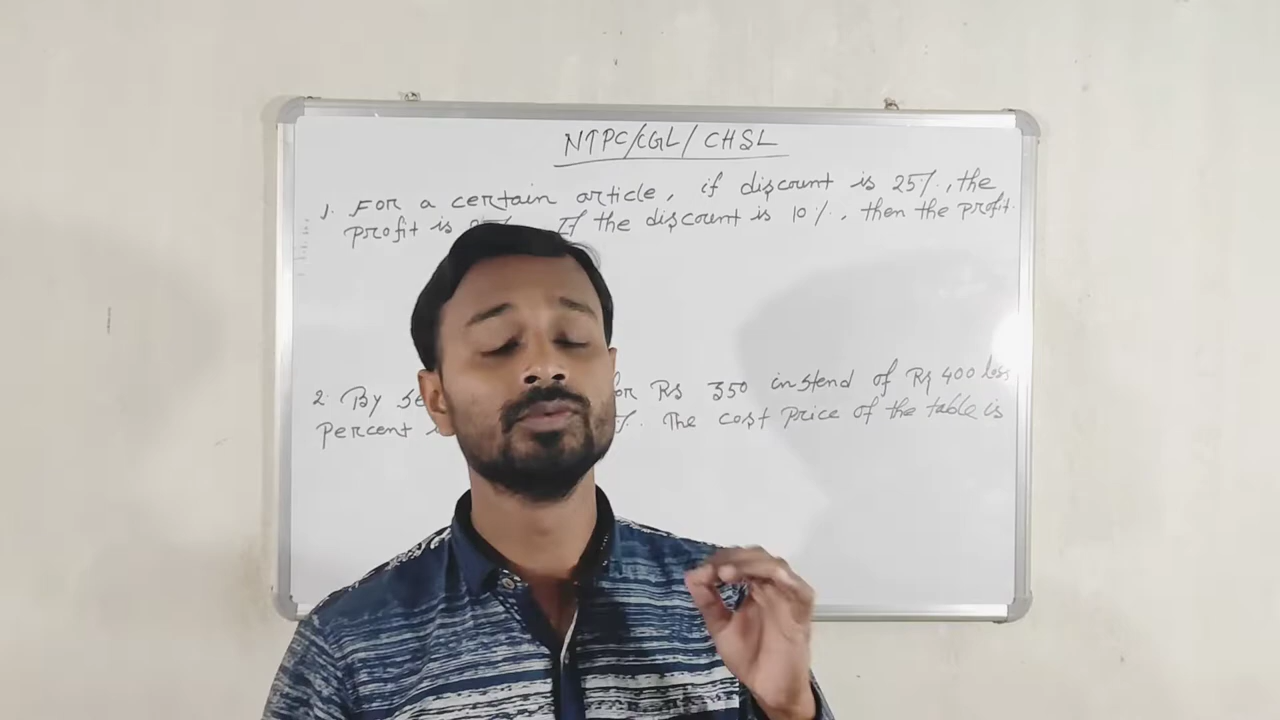 NTPC/CGL/CHSL
1. For a certain article, if discount is 25%, the
profit is If the discount is 10%, then the profit
2. By for Rs 350 instend of Rs 400 loss
percent %. The cost price of the table is